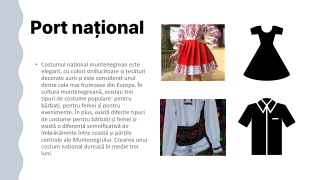 Port național
• Costumul național muntenegrean este
elegant, cu culori strălucitoare și țesături
decorate aurii și este considerat unul
dintre cele mai frumoase din Europa. În
cultura muntenegreană, existau trei
tipuri de costume populare: pentru
bărbați, pentru femei și pentru
evenimente. În plus, există diferite tipuri
de costume pentru bărbați și femei și
există o diferență semnificativă de
îmbrăcăminte între coastă și părțile
centrale ale Muntenegrului. Crearea unui
costum național durează în medie trei
luni.